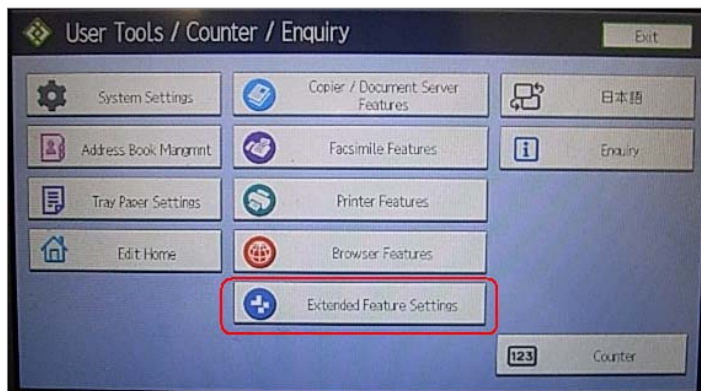 User Tools / Counter / Enquiry
Exit
System Settings
Copier / Document Server
Features
日本語
Address Book Mangmnt
Facsimile Features
Enquiry
Tray Paper Settings
Printer Features
Edit Home
Browser Features
Extended Feature Settings
123
Counter